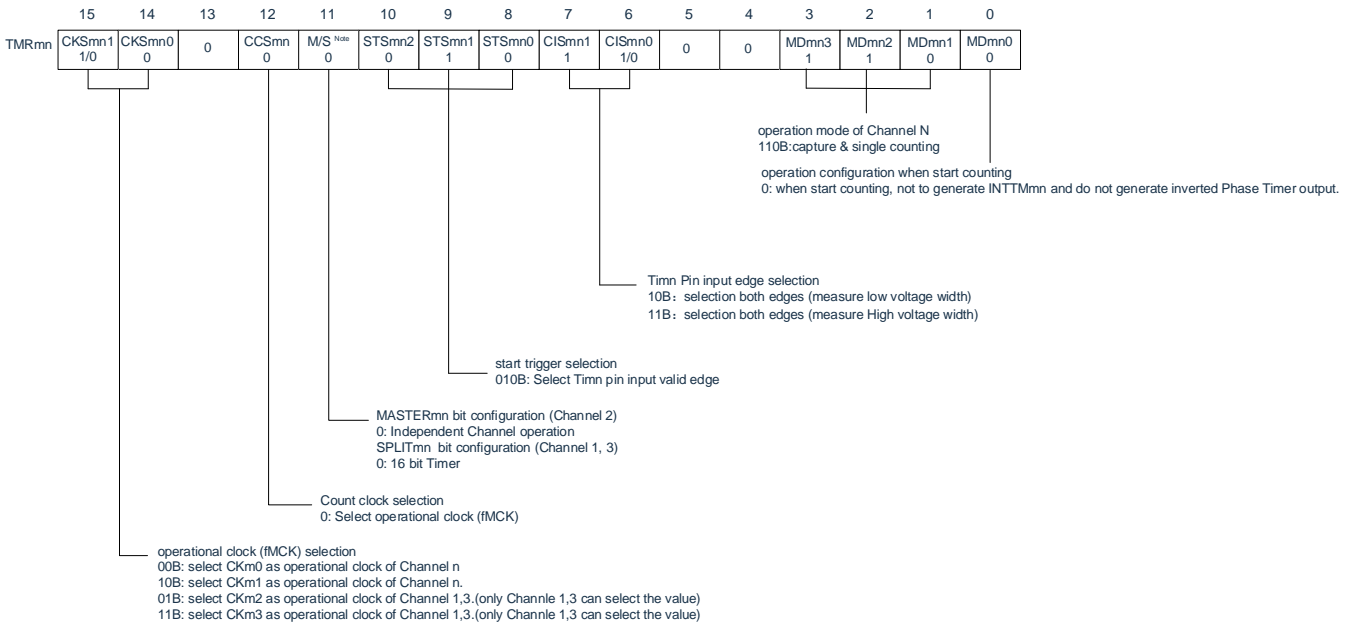 15 14 13 12 11 10 9 8 7 6 5 4 3 2 1 0
TMRmn CKSmn1 CKSmn0 0 CCSmn M/S Note STSmn2 STSmn1 STSmn0 CISmn1 CISmn0 0 0 MDmn3 MDmn2 MDmn1 MDmn0
1/0 0 0 0 0 1 0 1 1/0 1 1 0 0
operation mode of Channel N
110B:capture & single counting
operation configuration when start counting
0: when start counting, not to generate INTTMmn and do not generate inverted Phase Timer output.
Timn Pin input edge selection
10B：selection both edges (measure low voltage width)
11B：selection both edges (measure High voltage width)
start trigger selection
010B: Select Timn pin input valid edge
MASTERmn bit configuration (Channel 2)
0: Independent Channel operation
SPLITmn bit configuration (Channel 1, 3)
0: 16 bit Timer
Count clock selection
0: Select operational clock (fMCK)
operational clock (fMCK) selection
00B: select CKm0 as operational clock of Channel n
10B: select CKm1 as operational clock of Channel n.
01B: select CKm2 as operational clock of Channel 1,3.(only Channle 1,3 can select the value)
11B: select CKm3 as operational clock of Channel 1,3.(only Channle 1,3 can select the value)